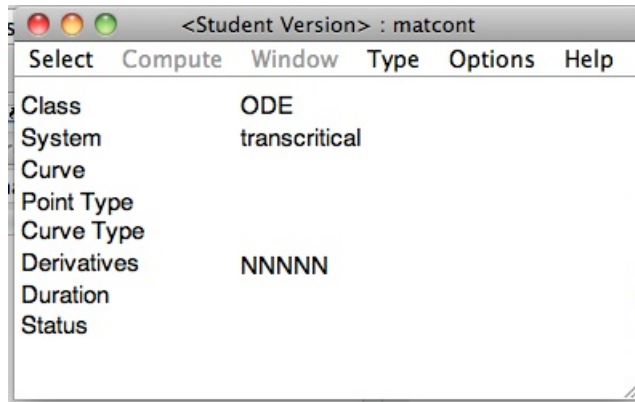 <Student Version> : matcont
Select Compute Window Type Options Help
Class ODE
System transcritical
Curve
Point Type
Curve Type
Derivatives NNNNN
Duration
Status